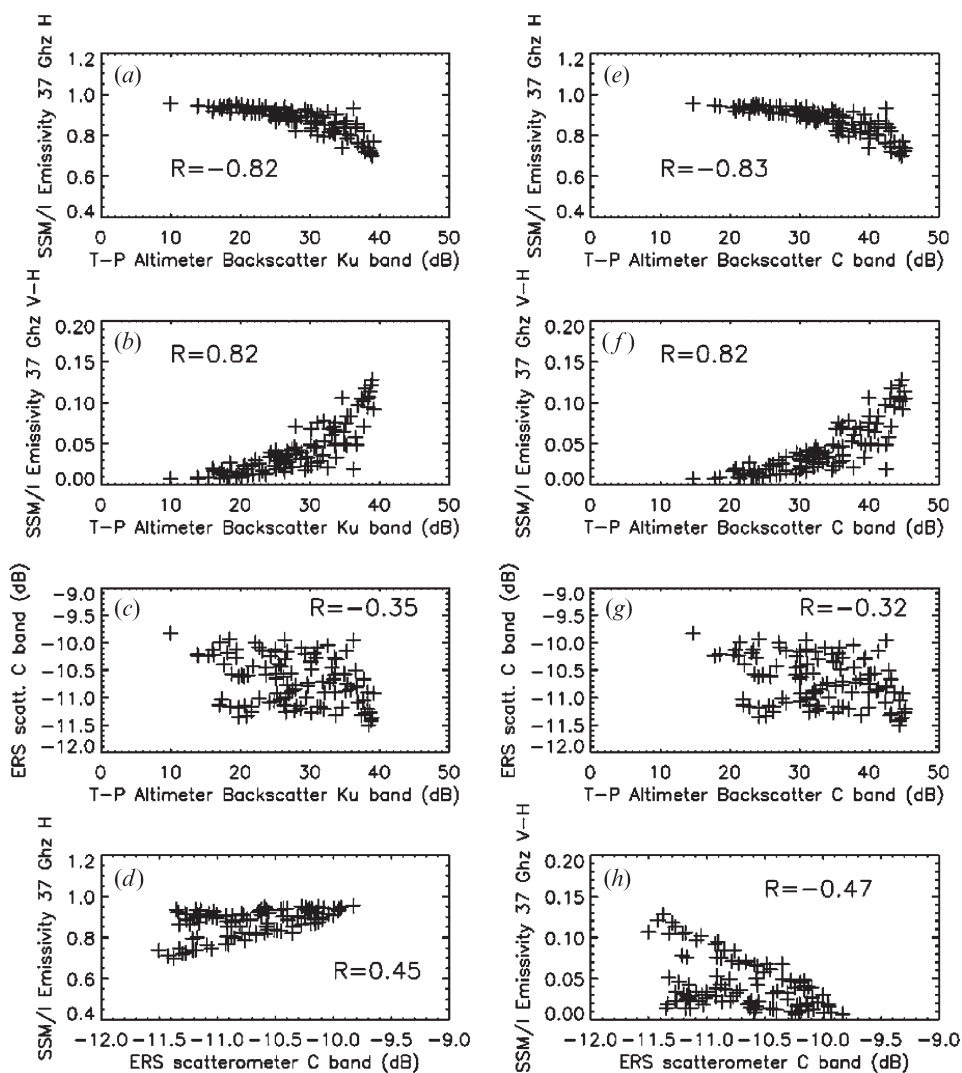 SSM/I Emissivity 37 Ghz H
1.2
1.0
0.8
0.6
0.4
(a)
R=-0.82
0 10 20 30 40 50
T-P Altimeter Backscatter Ku band (dB)
SSM/I Emissivity 37 Ghz H
1.2
1.0
0.8
0.6
0.4
(e)
R=-0.83
0 10 20 30 40 50
T-P Altimeter Backscatter C band (dB)
SSM/I Emissivity 37 Ghz V-H
0.20
0.15
0.10
0.05
0.00
(b)
R=0.82
0 10 20 30 40 50
T-P Altimeter Backscatter Ku band (dB)
SSM/I Emissivity 37 Ghz V-H
0.20
0.15
0.10
0.05
0.00
(f)
R=0.82
0 10 20 30 40 50
T-P Altimeter Backscatter C band (dB)
ERS scatt. C band (dB)
-9.0
-9.5
-10.0
-10.5
-11.0
-11.5
-12.0
(c)
R=-0.35
0 10 20 30 40 50
T-P Altimeter Backscatter Ku band (dB)
ERS scatt. C band (dB)
-9.0
-9.5
-10.0
-10.5
-11.0
-11.5
-12.0
(g)
R=-0.32
0 10 20 30 40 50
T-P Altimeter Backscatter C band (dB)
SSM/I Emissivity 37 Ghz H
1.2
1.0
0.8
0.6
0.4
(d)
R=0.45
-12.0 -11.5 -11.0 -10.5 -10.0 -9.5 -9.0
ERS scatterometer C band (dB)
SSM/I Emissivity 37 Ghz V-H
0.20
0.15
0.10
0.05
0.00
(h)
R=-0.47
-12.0 -11.5 -11.0 -10.5 -10.0 -9.5 -9.0
ERS scatterometer C band (dB)